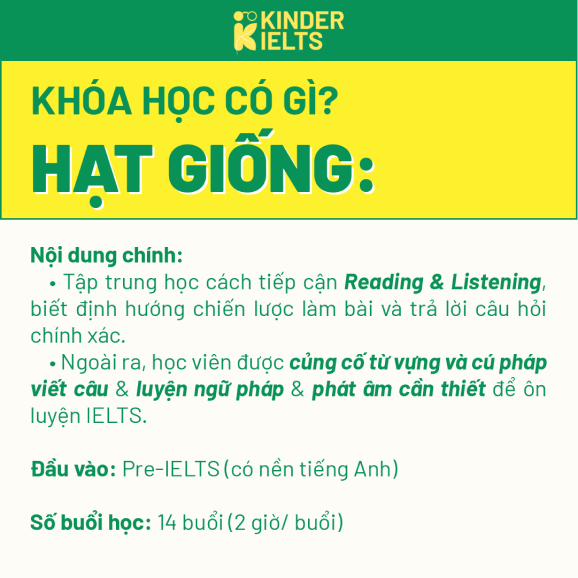 KINDER
IELTS
KHÓA HỌC CÓ GÌ?
HẠT GIỐNG:
Nội dung chính:
• Tập trung học cách tiếp cận Reading & Listening,
biết định hướng chiến lược làm bài và trả lời câu hỏi
chính xác.
• Ngoài ra, học viên được củng cố từ vựng và cú pháp
viết câu & luyện ngữ pháp & phát âm cần thiết để ôn
luyện IELTS.
Đầu vào: Pre-IELTS (có nền tiếng Anh)
Số buổi học: 14 buổi (2 giờ/ buổi)